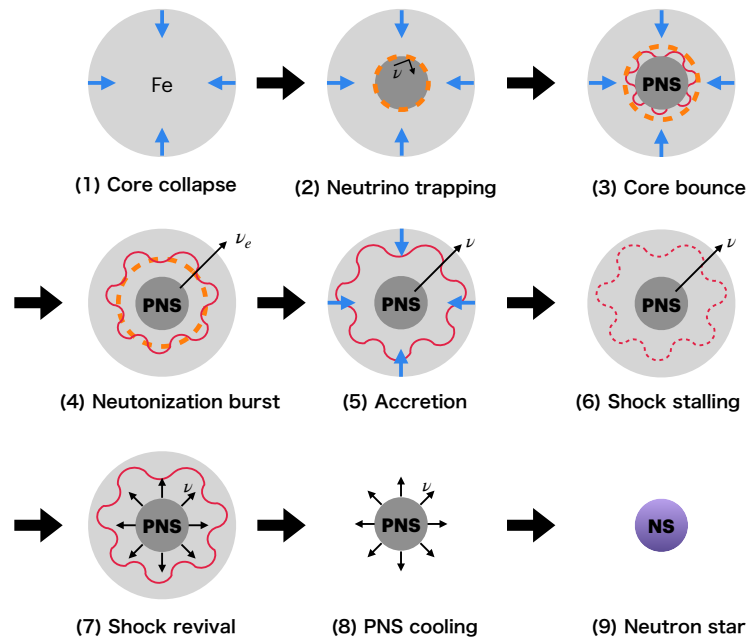 Fe
ν
PNS
(1) Core collapse
(2) Neutrino trapping
(3) Core bounce
νe
ν
ν
PNS
PNS
PNS
(4) Neutonization burst
(5) Accretion
(6) Shock stalling
ν
ν
PNS
PNS
NS
(7) Shock revival
(8) PNS cooling
(9) Neutron star